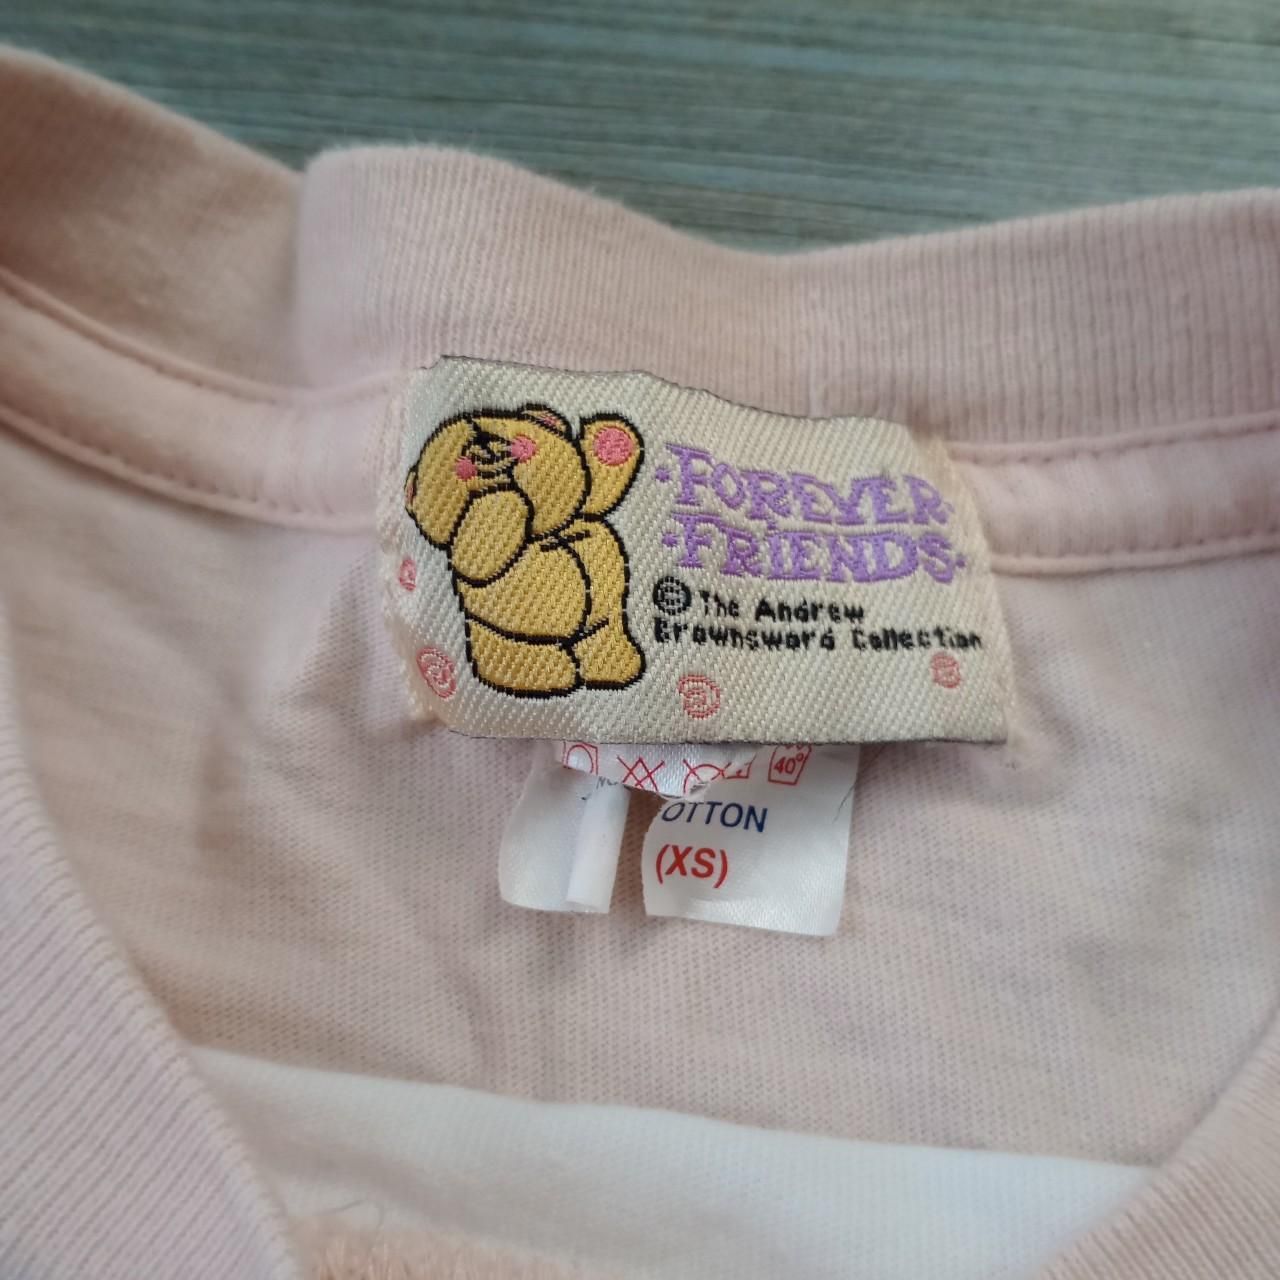 ·FOREVER·
·FRIENDS·
© The Andrew
Brownsword Collection
40°
OTTON
(XS)